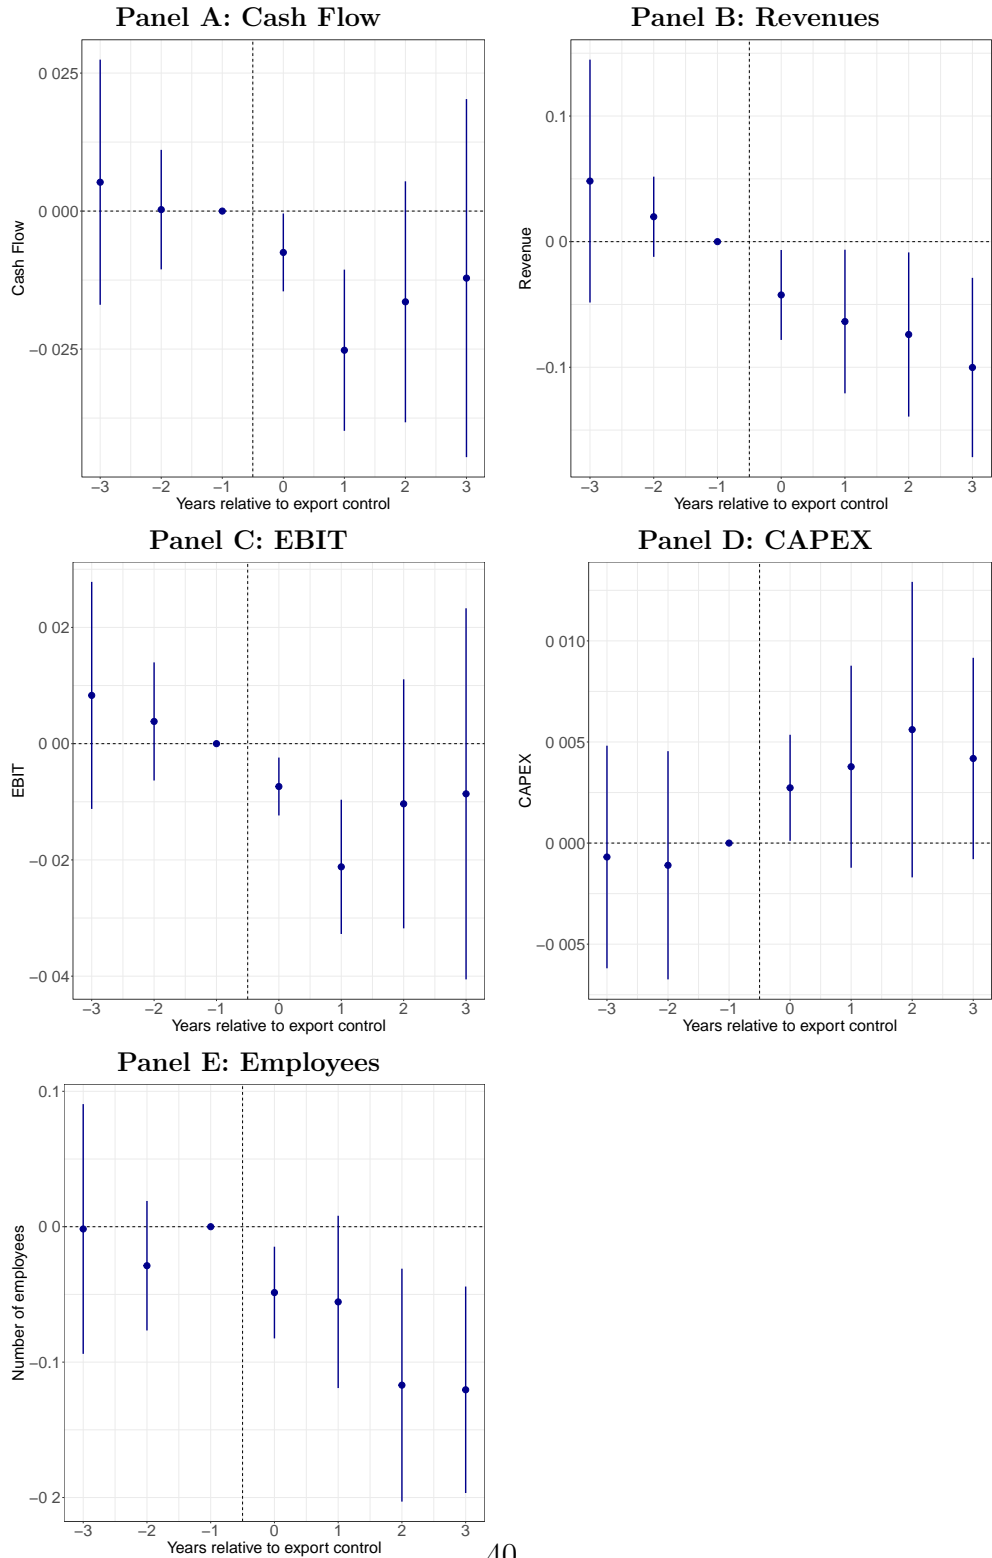 Panel A: Cash Flow
0 025
0 000
−0 025
Cash Flow
−3 −2 −1 0 1 2 3
Years relative to export control
Panel B: Revenues
0.1
0 0
−0.1
Revenue
−3 −2 −1 0 1 2 3
Years relative to export control
Panel C: EBIT
0 02
0 00
−0 02
−0 04
EBIT
−3 −2 −1 0 1 2 3
Years relative to export control
Panel D: CAPEX
0 010
0 005
0 000
−0 005
CAPEX
−3 −2 −1 0 1 2 3
Years relative to export control
Panel E: Employees
0.1
0 0
−0.1
−0 2
Number of employees
−3 −2 −1 0 1 2 3
Years relative to export control
40